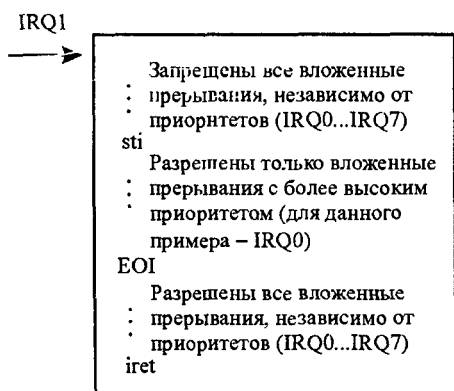 IRQ1
Запрещены все вложенные
: прерывания, независимо от
. приоритетов (IRQ0...IRQ7)
sti
Разрешены только вложенные
: прерывания с более высоким
. приоритетом (для данного
примера – IRQ0)
EOI
Разрешены все вложенные
: прерывания, независимо от
. приоритетов (IRQ0...IRQ7)
iret